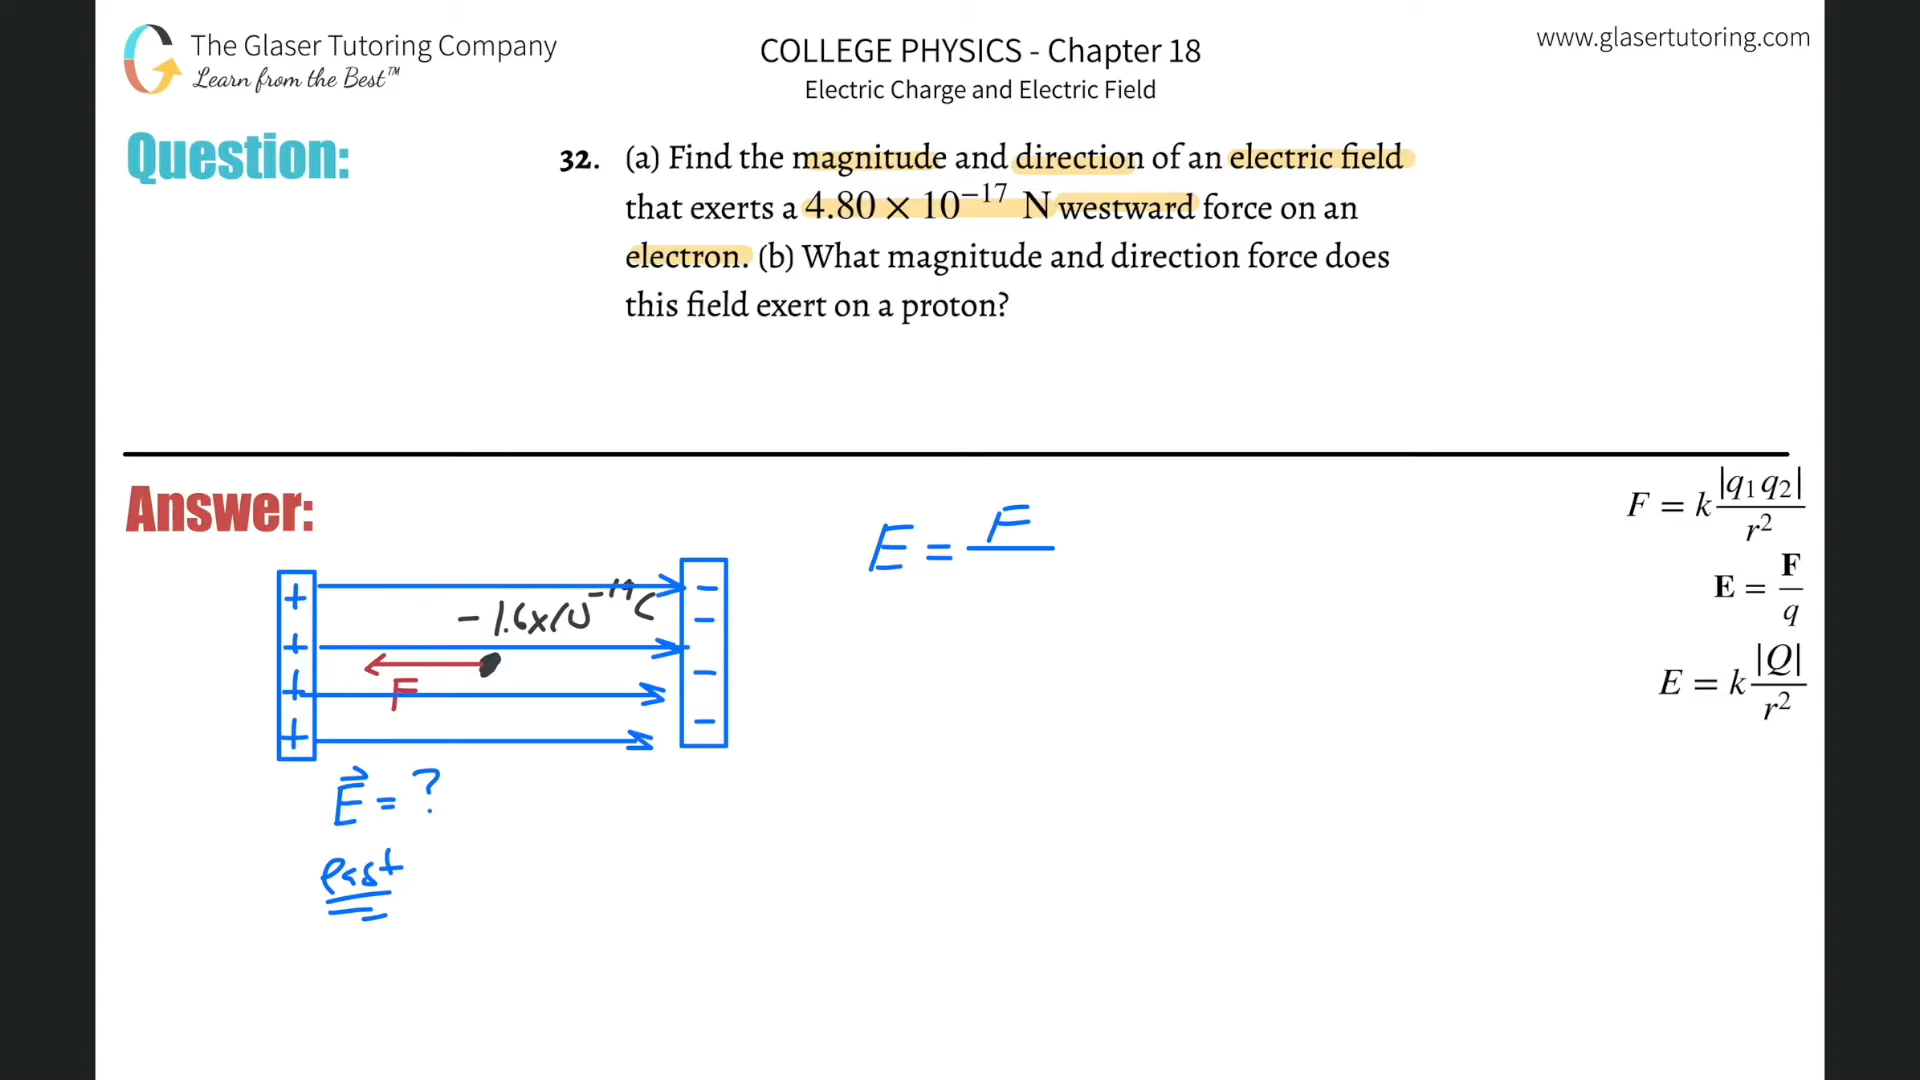 The Glaser Tutoring Company
Learn from the Best™
COLLEGE PHYSICS - Chapter 18
Electric Charge and Electric Field
www.glasertutoring.com
Question:
32. (a) Find the magnitude and direction of an electric field
that exerts a 4.80 × 10⁻¹⁷ N westward force on an
electron. (b) What magnitude and direction force does
this field exert on a proton?
Answer:
E = F
F = k |q₁q₂| / r²
E = F / q
E = k |Q| / r²
+ -
- 1.6x10⁻¹⁹C
-
+
F
+ -
+ -
E⃗ = ?
east